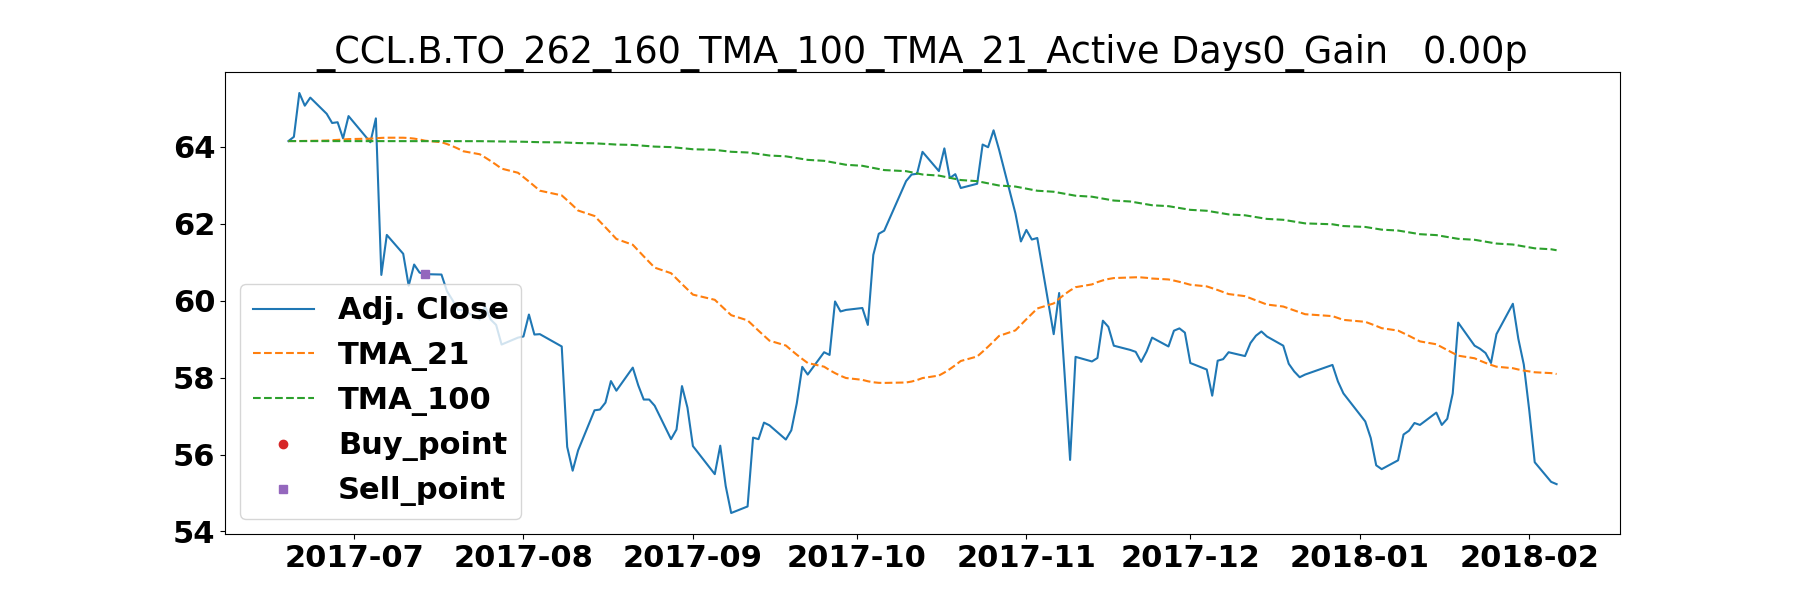 _CCL.B.TO_262_160_TMA_100_TMA_21_Active Days0_Gain   0.00p
64
62
60
58
56
54
Adj. Close
TMA_21
TMA_100
Buy_point
Sell_point
2017-07 2017-08 2017-09 2017-10 2017-11 2017-12 2018-01 2018-02